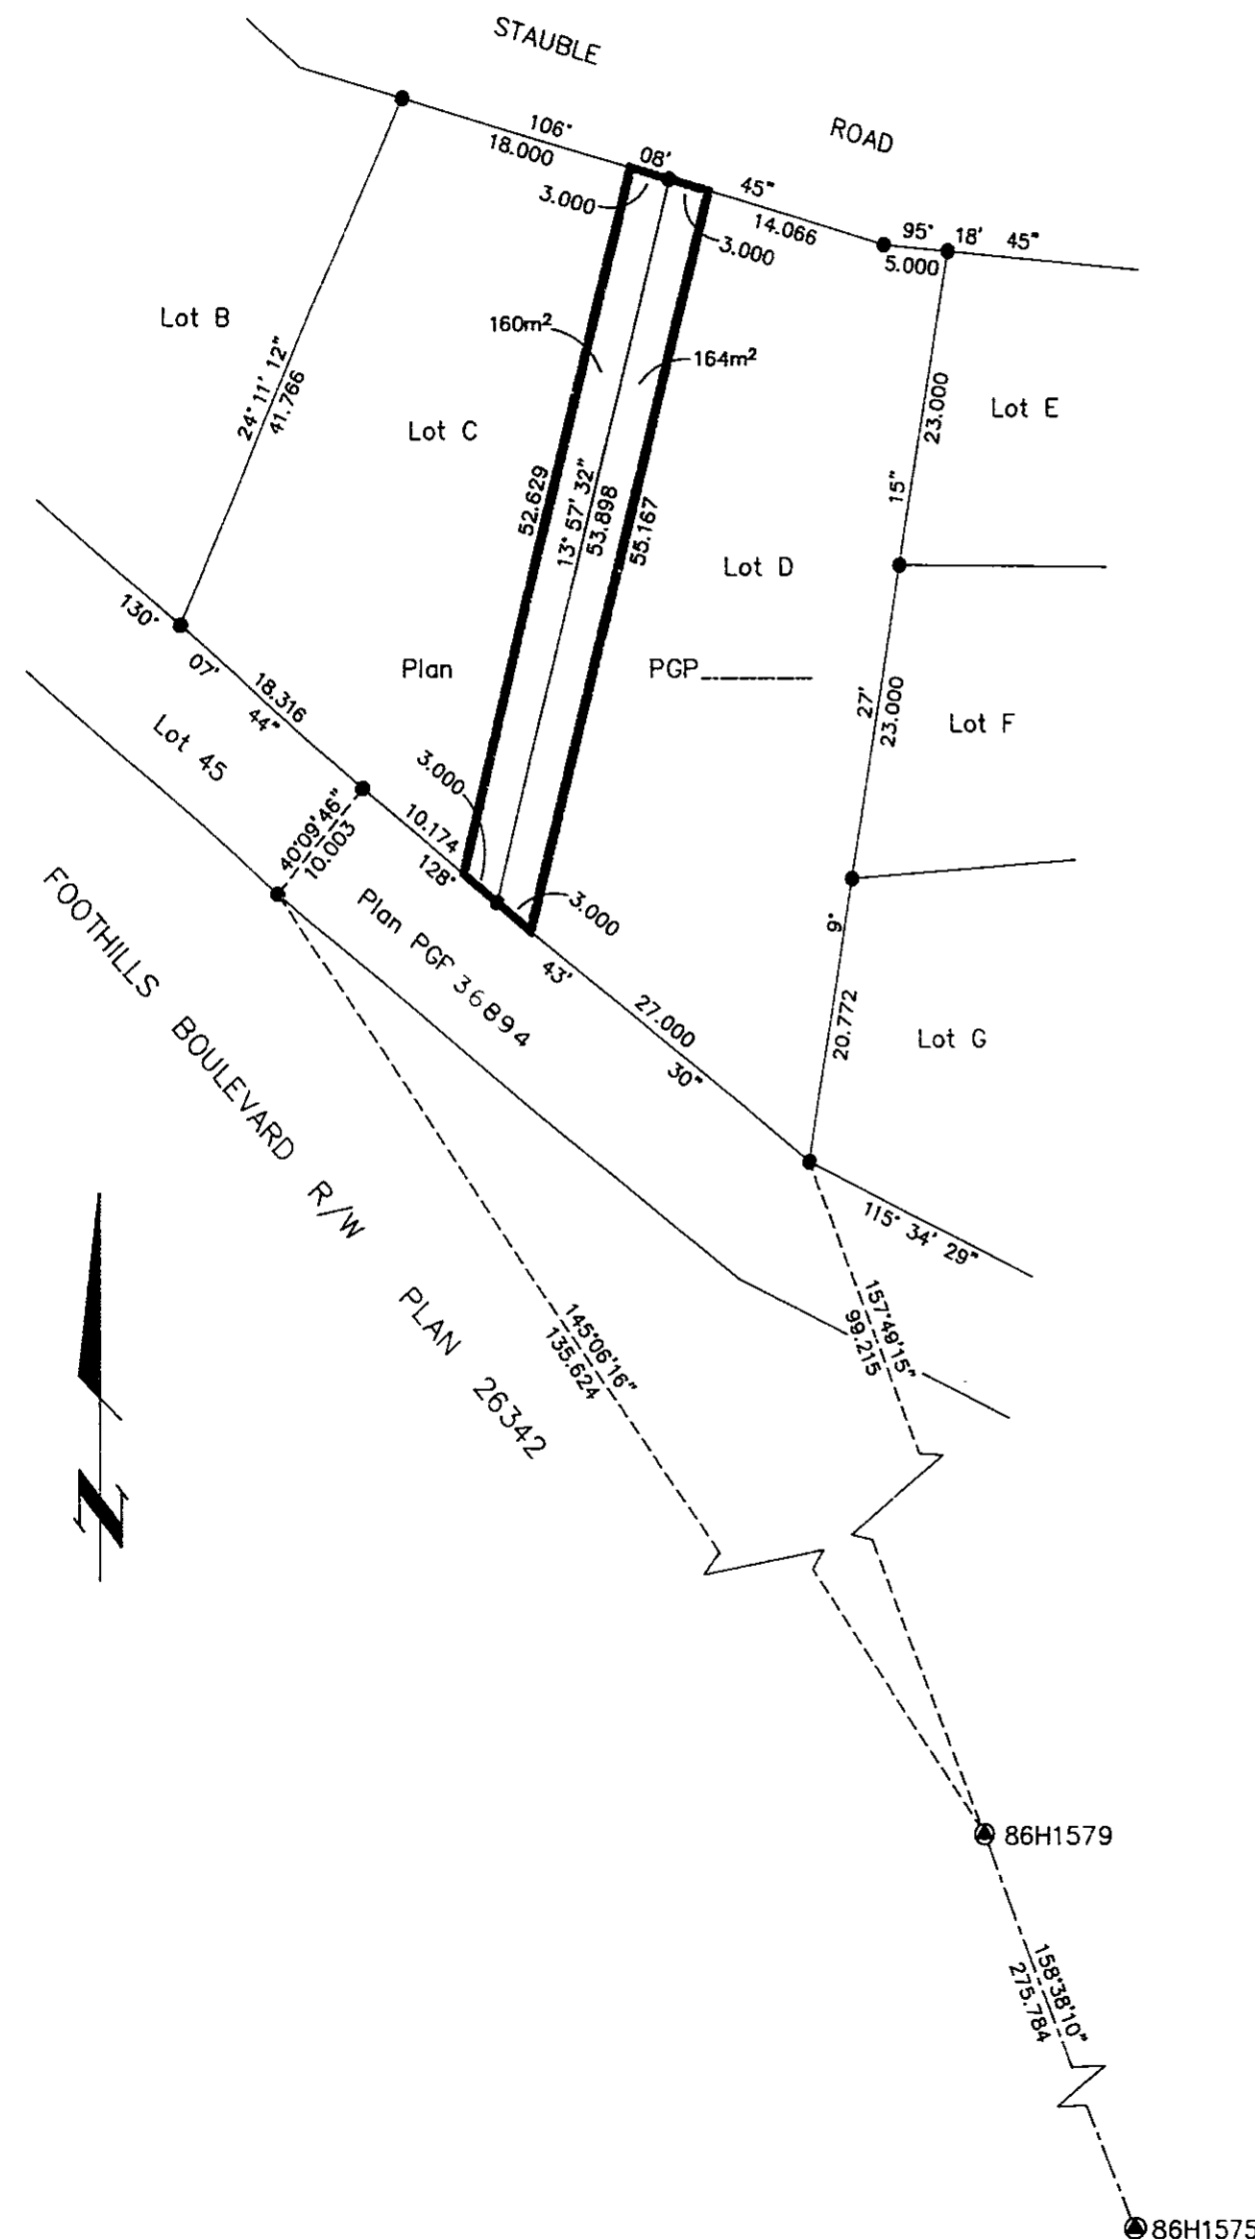 STAUBLE
ROAD
106° 08' 45"
18.000
3.000
3.000
14.066
95° 18' 45"
5.000
Lot B
160m²
164m²
24° 11' 12"
41.766
Lot C
23.000
Lot E
52.629
13° 57' 32"
53.898
55.167
15"
Lot D
130° 07' 44"
18.316
Plan
PGP
27'
23.000
Lot F
Lot 45
3.000
40°09'46"
10.003
10.174
128° 43' 30"
3.000
9°
Plan PGP 36894
27.000
20.772
Lot G
FOOTHILLS BOULEVARD R/W PLAN 26342
115° 34' 29"
157°49'15"
99.215
145°06'16"
135.624
N
86H1579
158°38'10"
275.784
86H1575